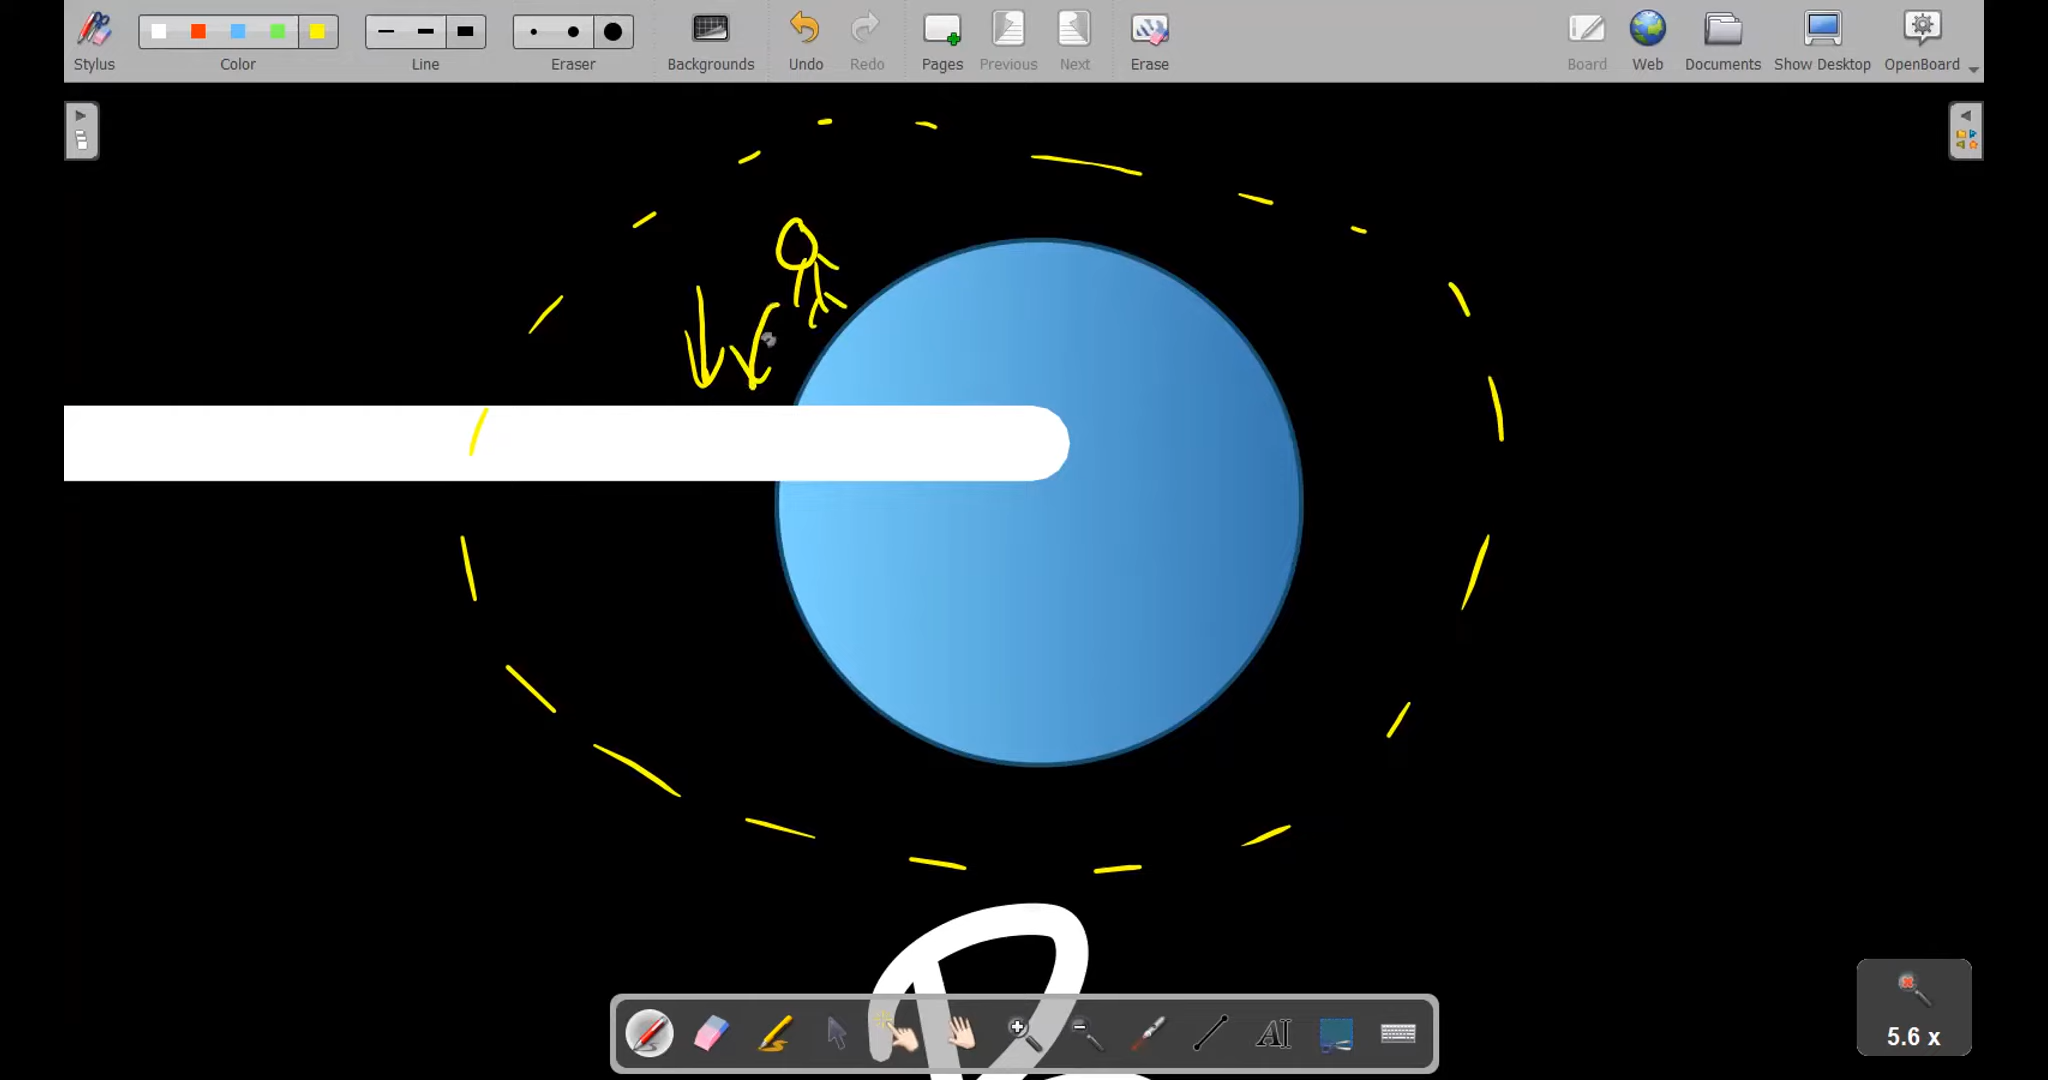 Stylus Color Line Eraser Backgrounds Undo Redo Pages Previous Next Erase Board Web Documents Show Desktop OpenBoard
AI
5.6 x